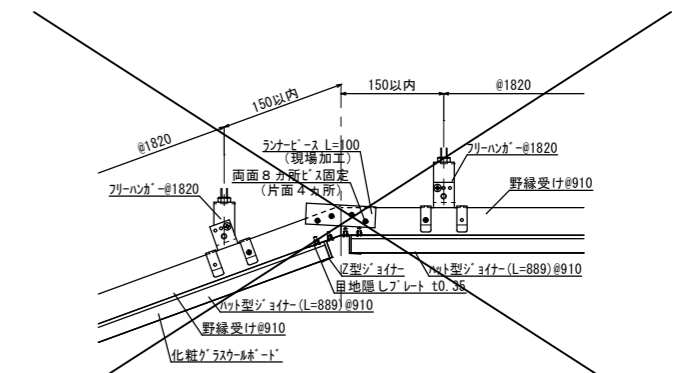 150以内
@1820
150以内
@1820
ランナーピース L=100
(現場加工)
両面8カ所ビス固定
(片面4カ所)
フリーハンガー@1820
野縁受け@910
フリーハンガー@1820
Z型ジョイナー
ハット型ジョイナー(L=889)@910
目地隠しプレート t0.35
ハット型ジョイナー(L=889)@910
野縁受け@910
化粧グラスウールボード